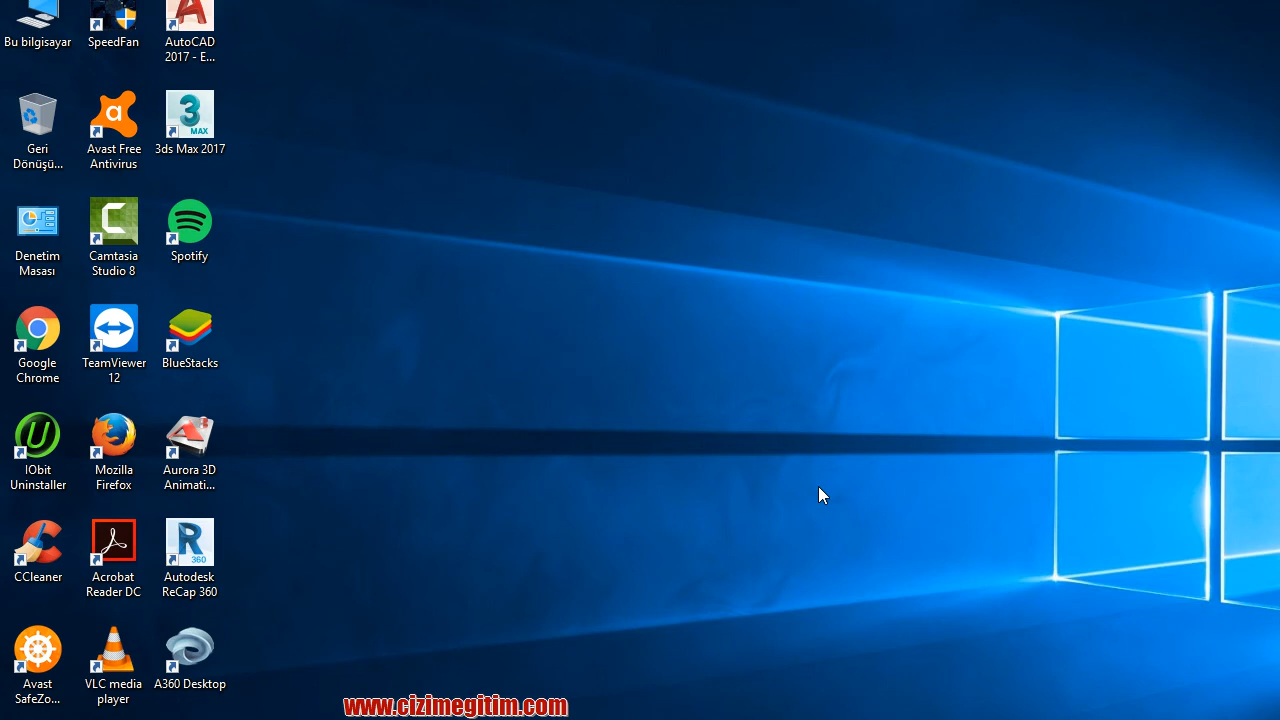 Bu bilgisayar
SpeedFan
AutoCAD
2017 - E...
Geri
Dönüşü...
Avast Free
Antivirus
3ds Max 2017
Denetim
Masası
Camtasia
Studio 8
Spotify
Google
Chrome
TeamViewer
12
BlueStacks
IObit
Uninstaller
Mozilla
Firefox
Aurora 3D
Animati...
CCleaner
Acrobat
Reader DC
Autodesk
ReCap 360
Avast
SafeZo...
VLC media
player
A360 Desktop
www.cizimegitim.com